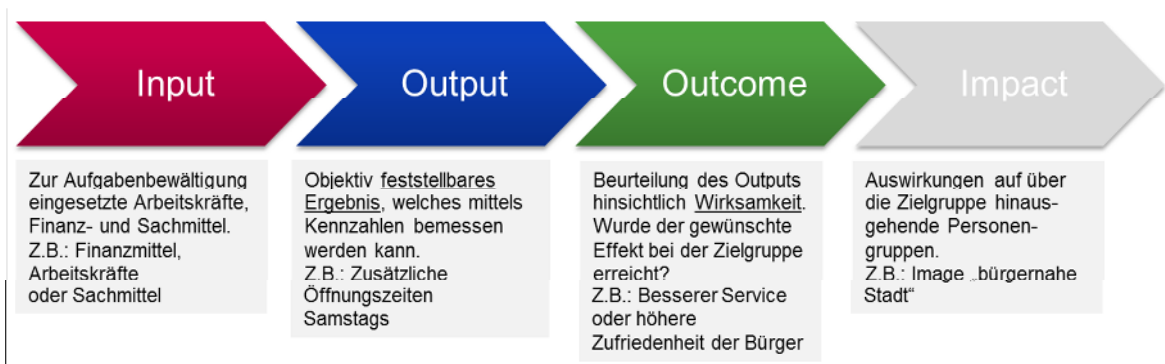 Input
Output
Outcome
Impact
Zur Aufgabenbewältigung
eingesetzte Arbeitskräfte,
Finanz- und Sachmittel.
Z.B.: Finanzmittel,
Arbeitskräfte
oder Sachmittel
Objektiv feststellbares
Ergebnis, welches mittels
Kennzahlen bemessen
werden kann.
Z.B.: Zusätzliche
Öffnungszeiten
Samstags
Beurteilung des Outputs
hinsichtlich Wirksamkeit.
Wurde der gewünschte
Effekt bei der Zielgruppe
erreicht?
Z.B.: Besserer Service
oder höhere
Zufriedenheit der Bürger
Auswirkungen auf über
die Zielgruppe hinaus-
gehende Personen-
gruppen.
Z.B.: Image „bürgernahe
Stadt“